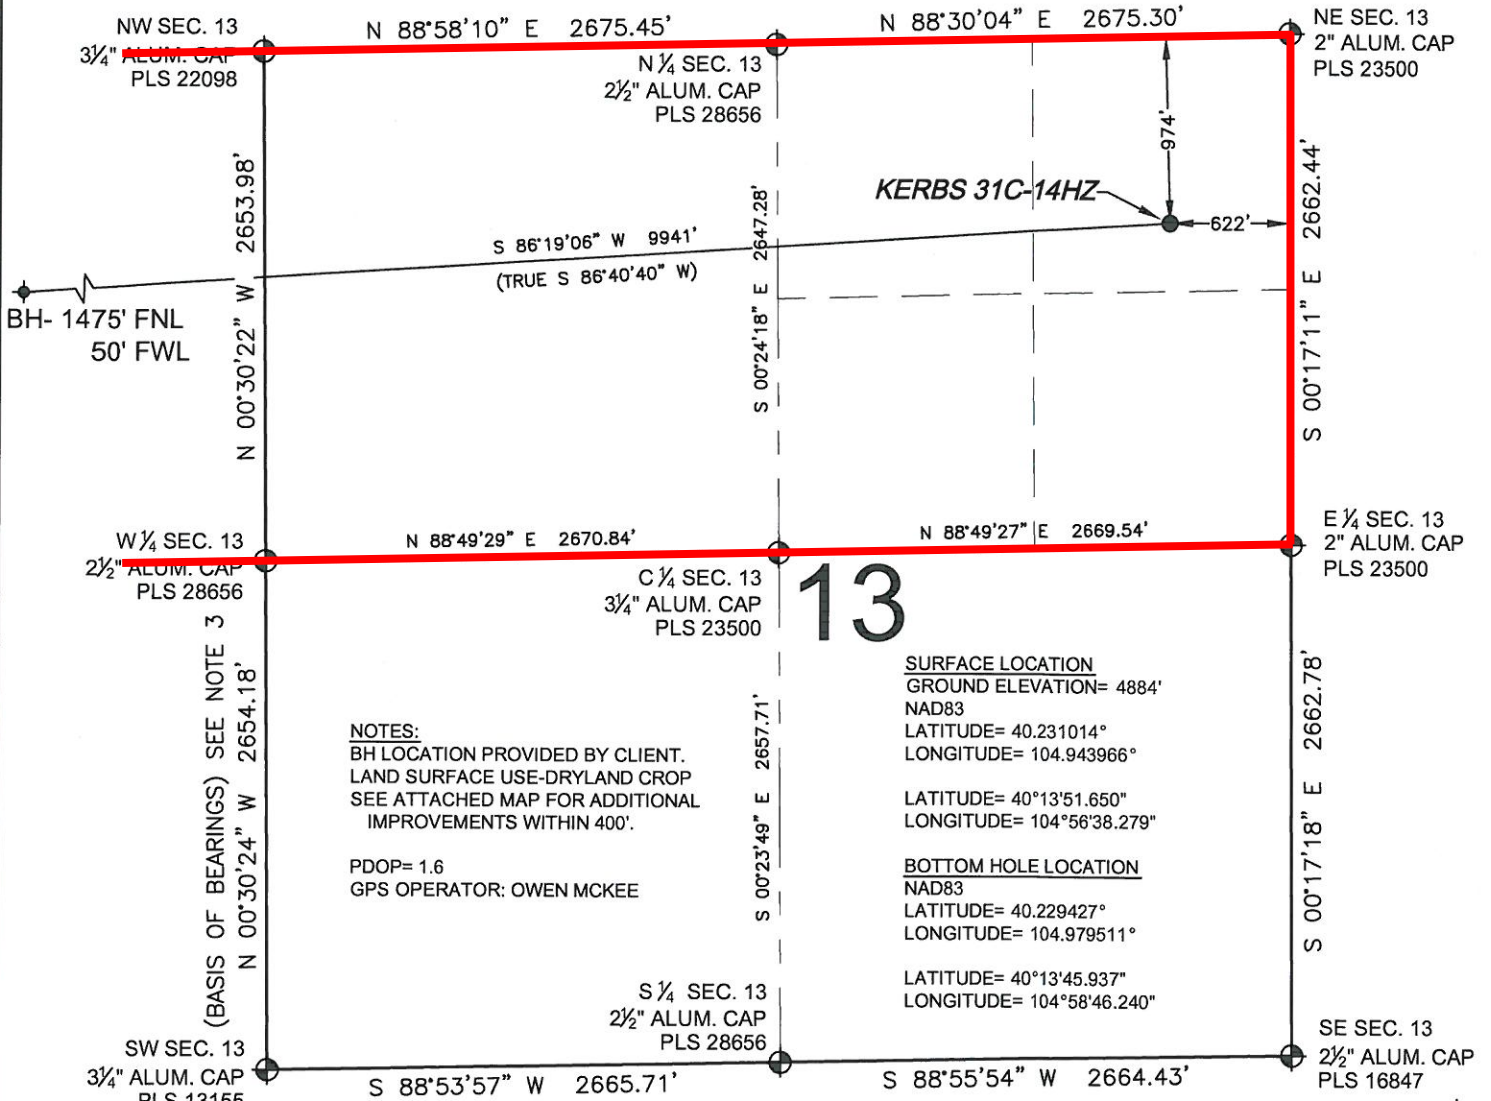 NW SEC. 13
3¼" ALUM. CAP
PLS 22098
N 88°58'10" E 2675.45'
N 88°30'04" E 2675.30'
NE SEC. 13
2" ALUM. CAP
PLS 23500
N ¼ SEC. 13
2½" ALUM. CAP
PLS 28656
974'
KERBS 31C-14HZ
622'
N 00°30'22" W 2653.98'
S 86°19'06" W 9941'
(TRUE S 86°40'40" W)
S 00°24'18" E 2647.28'
S 00°17'11" E 2662.44'
BH- 1475' FNL
50' FWL
W ¼ SEC. 13
2½" ALUM. CAP
PLS 28656
N 88°49'29" E 2670.84'
N 88°49'27" E 2669.54'
E ¼ SEC. 13
2" ALUM. CAP
PLS 23500
C ¼ SEC. 13
3¼" ALUM. CAP
PLS 23500
13
(BASIS OF BEARINGS) SEE NOTE 3
N 00°30'24" W 2654.18'
NOTES:
BH LOCATION PROVIDED BY CLIENT.
LAND SURFACE USE-DRYLAND CROP
SEE ATTACHED MAP FOR ADDITIONAL
IMPROVEMENTS WITHIN 400'.
PDOP= 1.6
GPS OPERATOR: OWEN MCKEE
S 00°23'49" E 2657.71'
SURFACE LOCATION
GROUND ELEVATION= 4884'
NAD83
LATITUDE= 40.231014°
LONGITUDE= 104.943966°
LATITUDE= 40°13'51.650"
LONGITUDE= 104°56'38.279"
BOTTOM HOLE LOCATION
NAD83
LATITUDE= 40.229427°
LONGITUDE= 104.979511°
LATITUDE= 40°13'45.937"
LONGITUDE= 104°58'46.240"
S 00°17'18" E 2662.78'
S ¼ SEC. 13
2½" ALUM. CAP
PLS 28656
SW SEC. 13
3¼" ALUM. CAP
PLS 13155
S 88°53'57" W 2665.71'
S 88°55'54" W 2664.43'
SE SEC. 13
2½" ALUM. CAP
PLS 16847